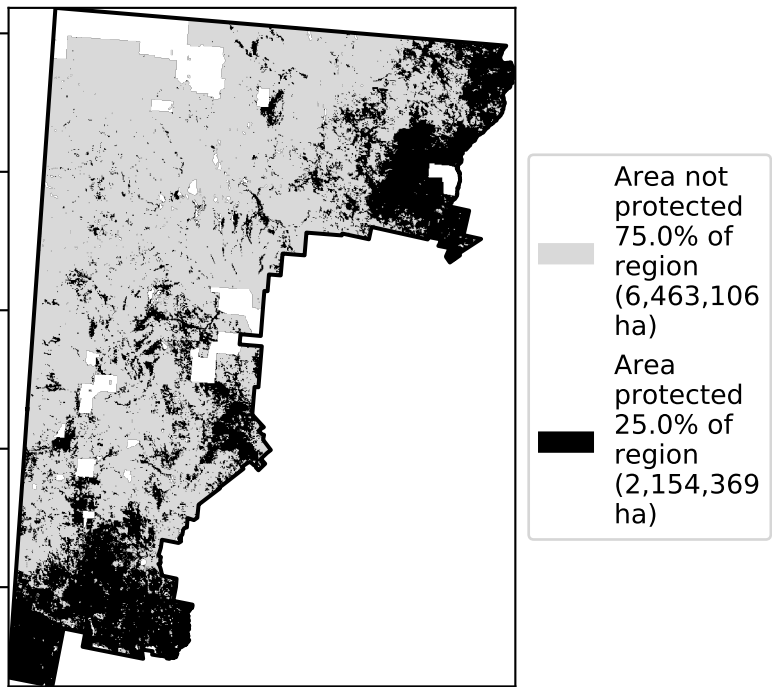 Area not
protected
75.0% of
region
(6,463,106
ha)
Area
protected
25.0% of
region
(2,154,369
ha)